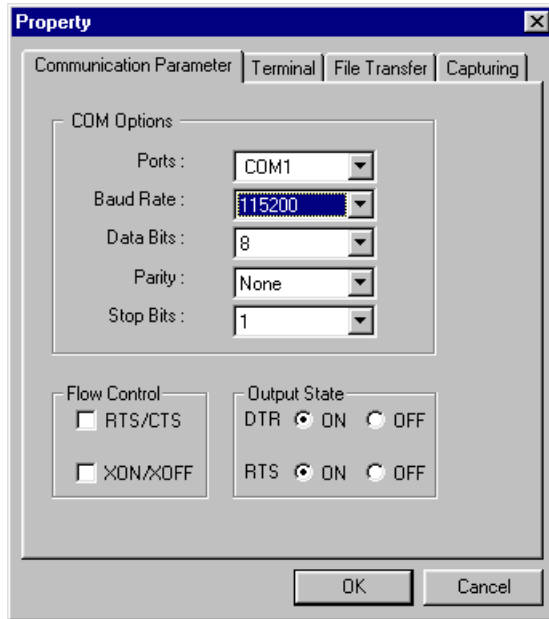 Property
Communication Parameter Terminal File Transfer Capturing
COM Options
Ports : COM1
Baud Rate : 115200
Data Bits : 8
Parity : None
Stop Bits : 1
Flow Control
RTS/CTS
XON/XOFF
Output State
DTR ON OFF
RTS ON OFF
OK Cancel